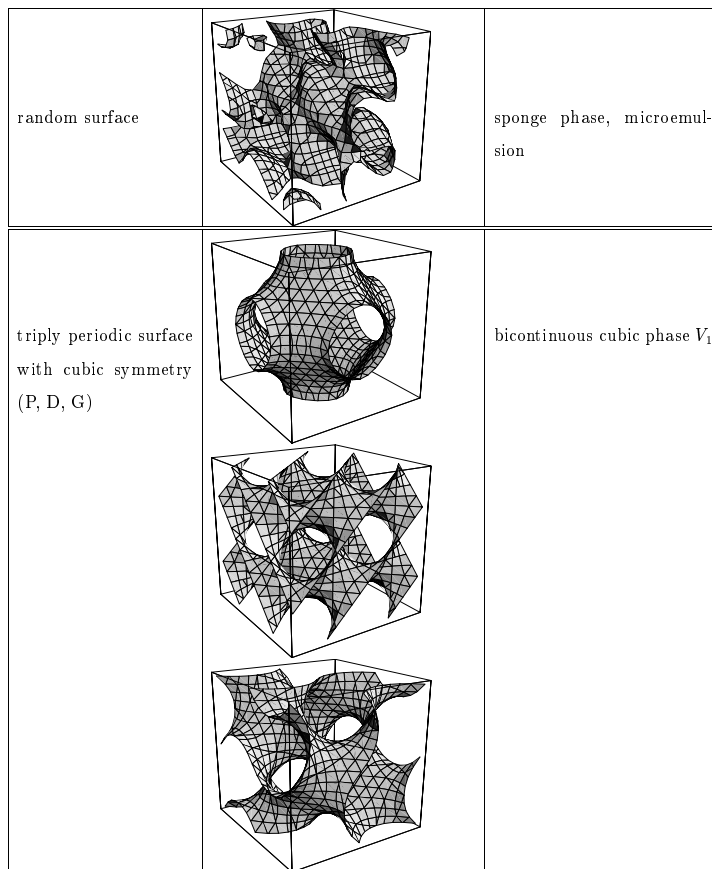 random surface
sponge phase, microemul-
sion
triply periodic surface
with cubic symmetry
(P, D, G)
bicontinuous cubic phase V₁